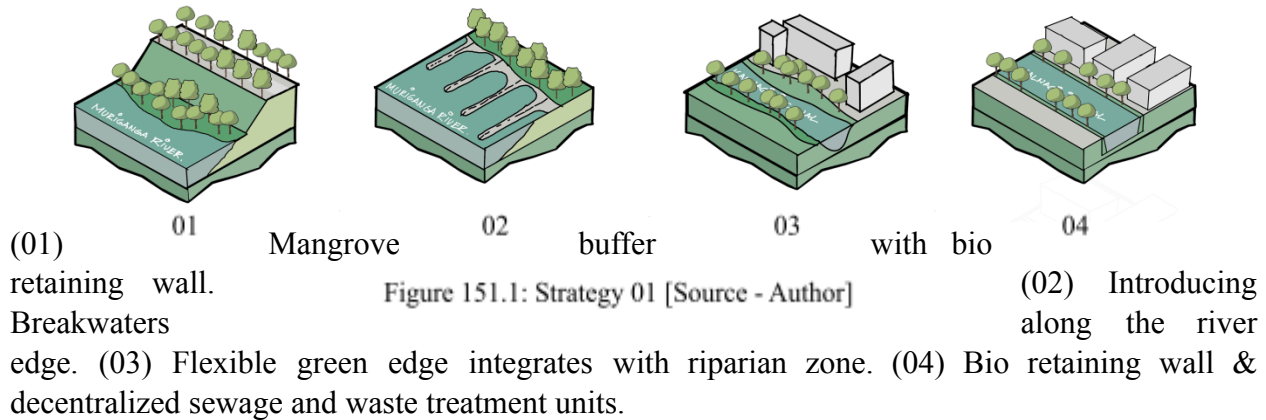 MURIGANGA RIVER
MURIGANGA RIVER
01 02 03 04
(01) Mangrove buffer with bio
retaining wall. (02) Introducing
Figure 151.1: Strategy 01 [Source - Author]
Breakwaters along the river
edge. (03) Flexible green edge integrates with riparian zone. (04) Bio retaining wall &
decentralized sewage and waste treatment units.